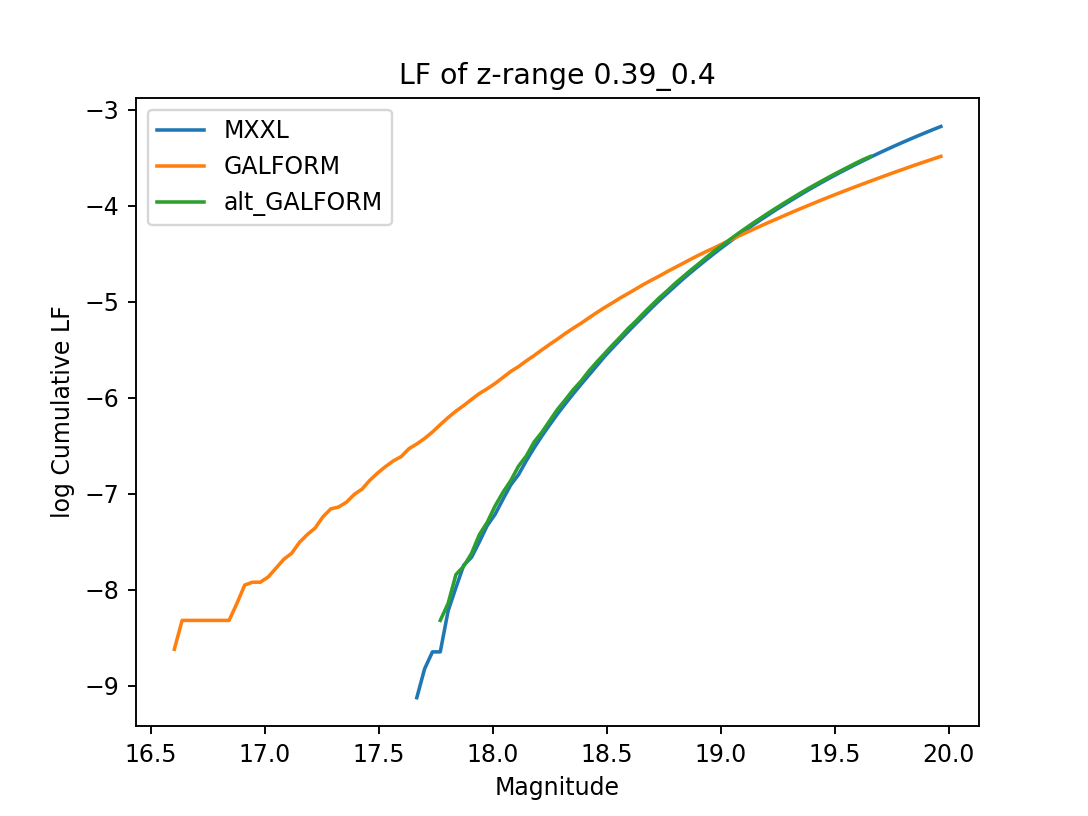 LF of z-range 0.39_0.4
MXXL
GALFORM
alt_GALFORM
log Cumulative LF
−3
−4
−5
−6
−7
−8
−9
16.5 17.0 17.5 18.0 18.5 19.0 19.5 20.0
Magnitude